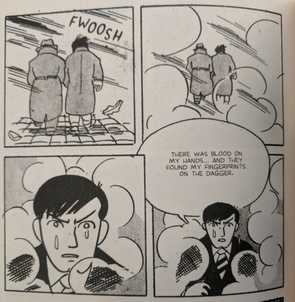 FWOOSH
THERE WAS BLOOD ON
MY HANDS... AND THEY
FOUND MY FINGERPRINTS
ON THE DAGGER.